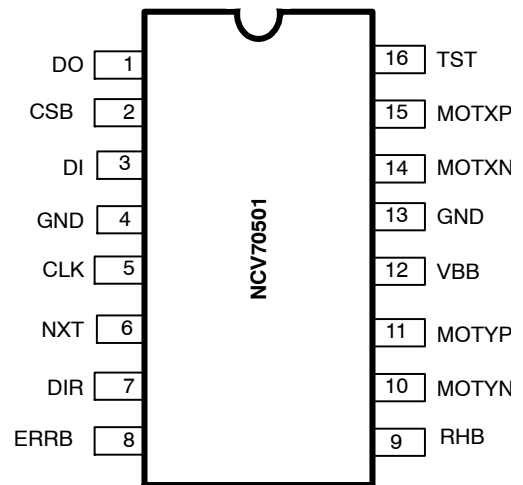 DO 1
CSB 2
DI 3
GND 4
CLK 5
NXT 6
DIR 7
ERRB 8
NCV70501
16 TST
15 MOTXP
14 MOTXN
13 GND
12 VBB
11 MOTYP
10 MOTYN
9 RHB